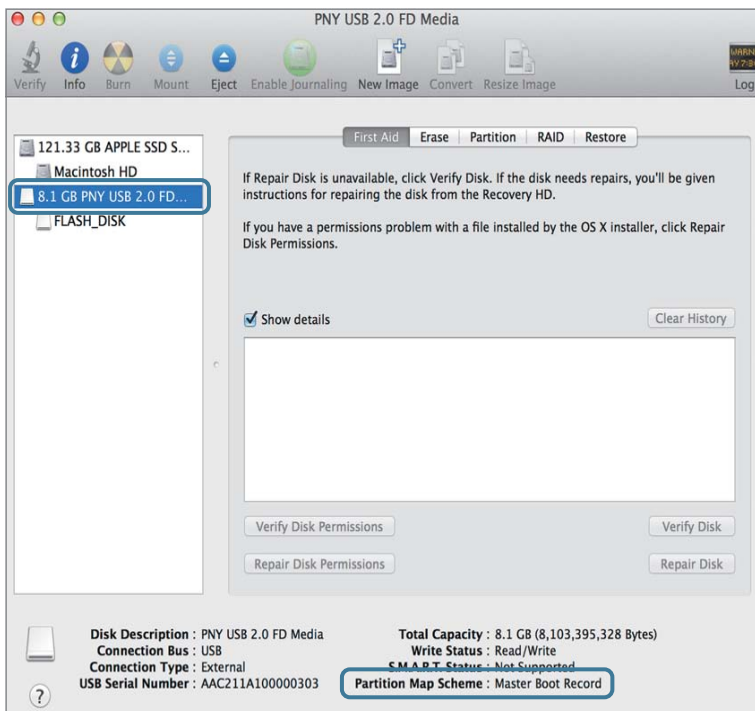 PNY USB 2.0 FD Media
WARN
AY 7:86
Verify Info Burn Mount Eject Enable Journaling New Image Convert Resize Image Log
121.33 GB APPLE SSD S...
Macintosh HD
8.1 GB PNY USB 2.0 FD...
FLASH_DISK
First Aid Erase Partition RAID Restore
If Repair Disk is unavailable, click Verify Disk. If the disk needs repairs, you'll be given
instructions for repairing the disk from the Recovery HD.
If you have a permissions problem with a file installed by the OS X installer, click Repair
Disk Permissions.
Show details Clear History
Verify Disk Permissions Verify Disk
Repair Disk Permissions Repair Disk
Disk Description : PNY USB 2.0 FD Media Total Capacity : 8.1 GB (8,103,395,328 Bytes)
Connection Bus : USB Write Status : Read/Write
Connection Type : External S.M.A.R.T. Status : Not Supported
USB Serial Number : AAC211A100000303 Partition Map Scheme : Master Boot Record
?